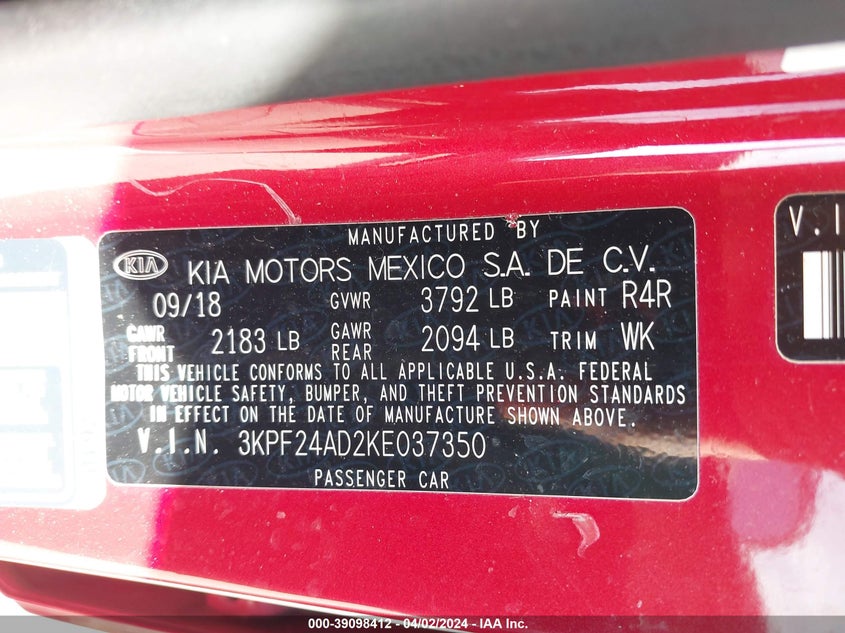 MANUFACTURED BY
KIA KIA MOTORS MEXICO S.A. DE C.V.
09/18 GVWR 3792 LB PAINT R4R
GAWR FRONT 2183 LB GAWR REAR 2094 LB TRIM WK
THIS VEHICLE CONFORMS TO ALL APPLICABLE U.S.A. FEDERAL
MOTOR VEHICLE SAFETY, BUMPER, AND THEFT PREVENTION STANDARDS
IN EFFECT ON THE DATE OF MANUFACTURE SHOWN ABOVE.
V.I.N. 3KPF24AD2KE037350
PASSENGER CAR
V.I
000-39098412 - 04/02/2024 - IAA Inc.